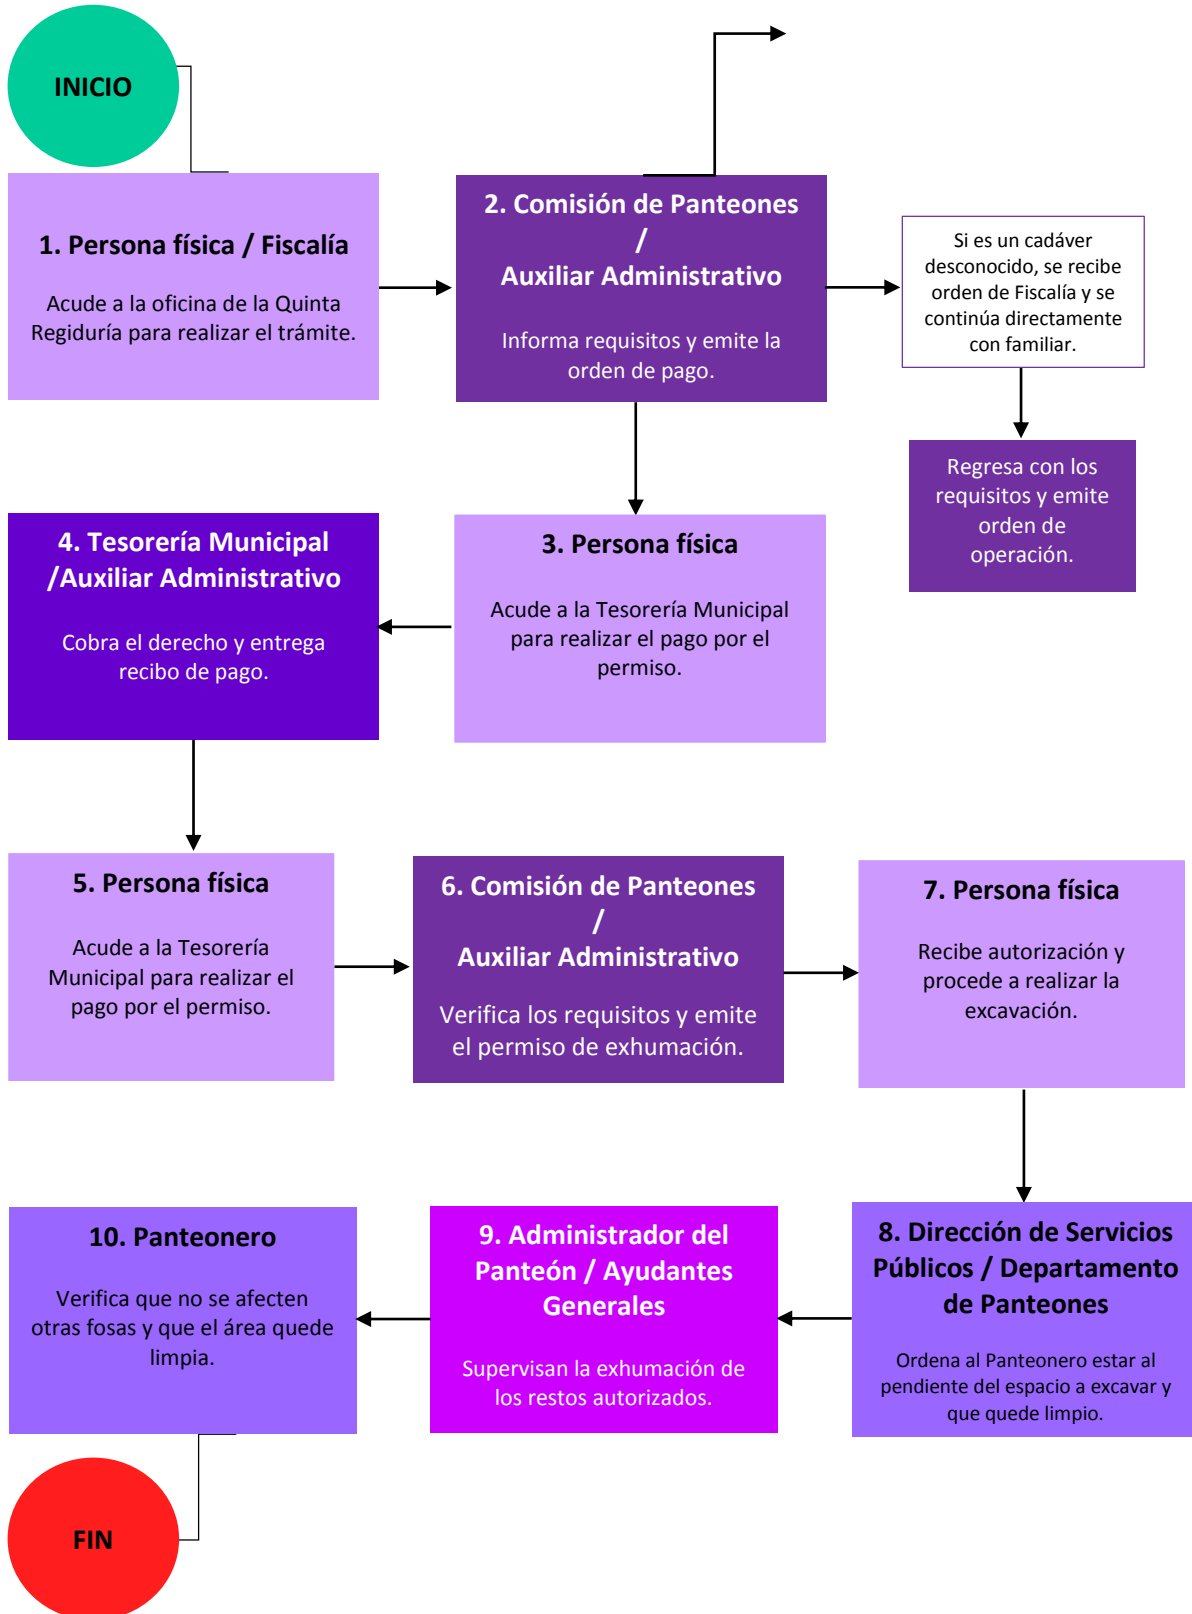 INICIO
1. Persona física / Fiscalía
Acude a la oficina de la Quinta
Regiduría para realizar el trámite.
2. Comisión de Panteones
/
Auxiliar Administrativo
Informa requisitos y emite la
orden de pago.
Si es un cadáver
desconocido, se recibe
orden de Fiscalía y se
continúa directamente
con familiar.
Regresa con los
requisitos y emite
orden de
operación.
3. Persona física
Acude a la Tesorería Municipal
para realizar el pago por el
permiso.
4. Tesorería Municipal
/Auxiliar Administrativo
Cobra el derecho y entrega
recibo de pago.
5. Persona física
Acude a la Tesorería
Municipal para realizar el
pago por el permiso.
6. Comisión de Panteones
/
Auxiliar Administrativo
Verifica los requisitos y emite
el permiso de exhumación.
7. Persona física
Recibe autorización y
procede a realizar la
excavación.
8. Dirección de Servicios
Públicos / Departamento
de Panteones
Ordena al Panteonero estar al
pendiente del espacio a excavar y
que quede limpio.
9. Administrador del
Panteón / Ayudantes
Generales
Supervisan la exhumación de
los restos autorizados.
10. Panteonero
Verifica que no se afecten
otras fosas y que el área quede
limpia.
FIN